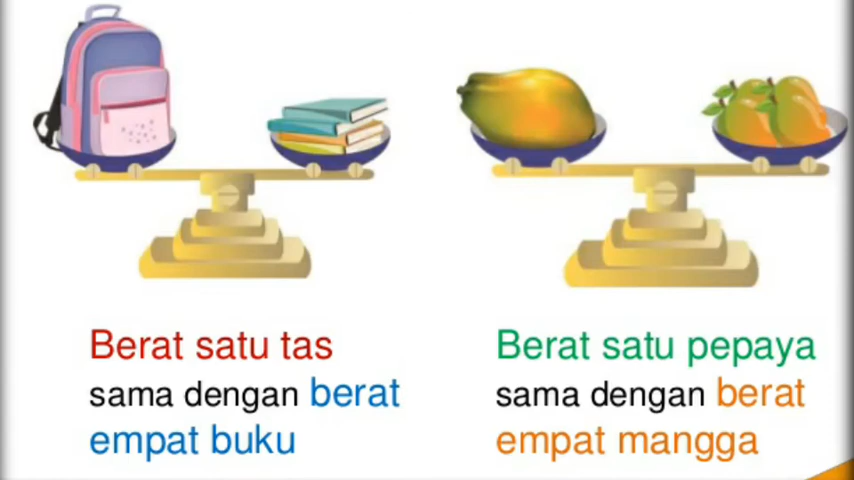 Berat satu tas
sama dengan berat
empat buku
Berat satu pepaya
sama dengan berat
empat mangga